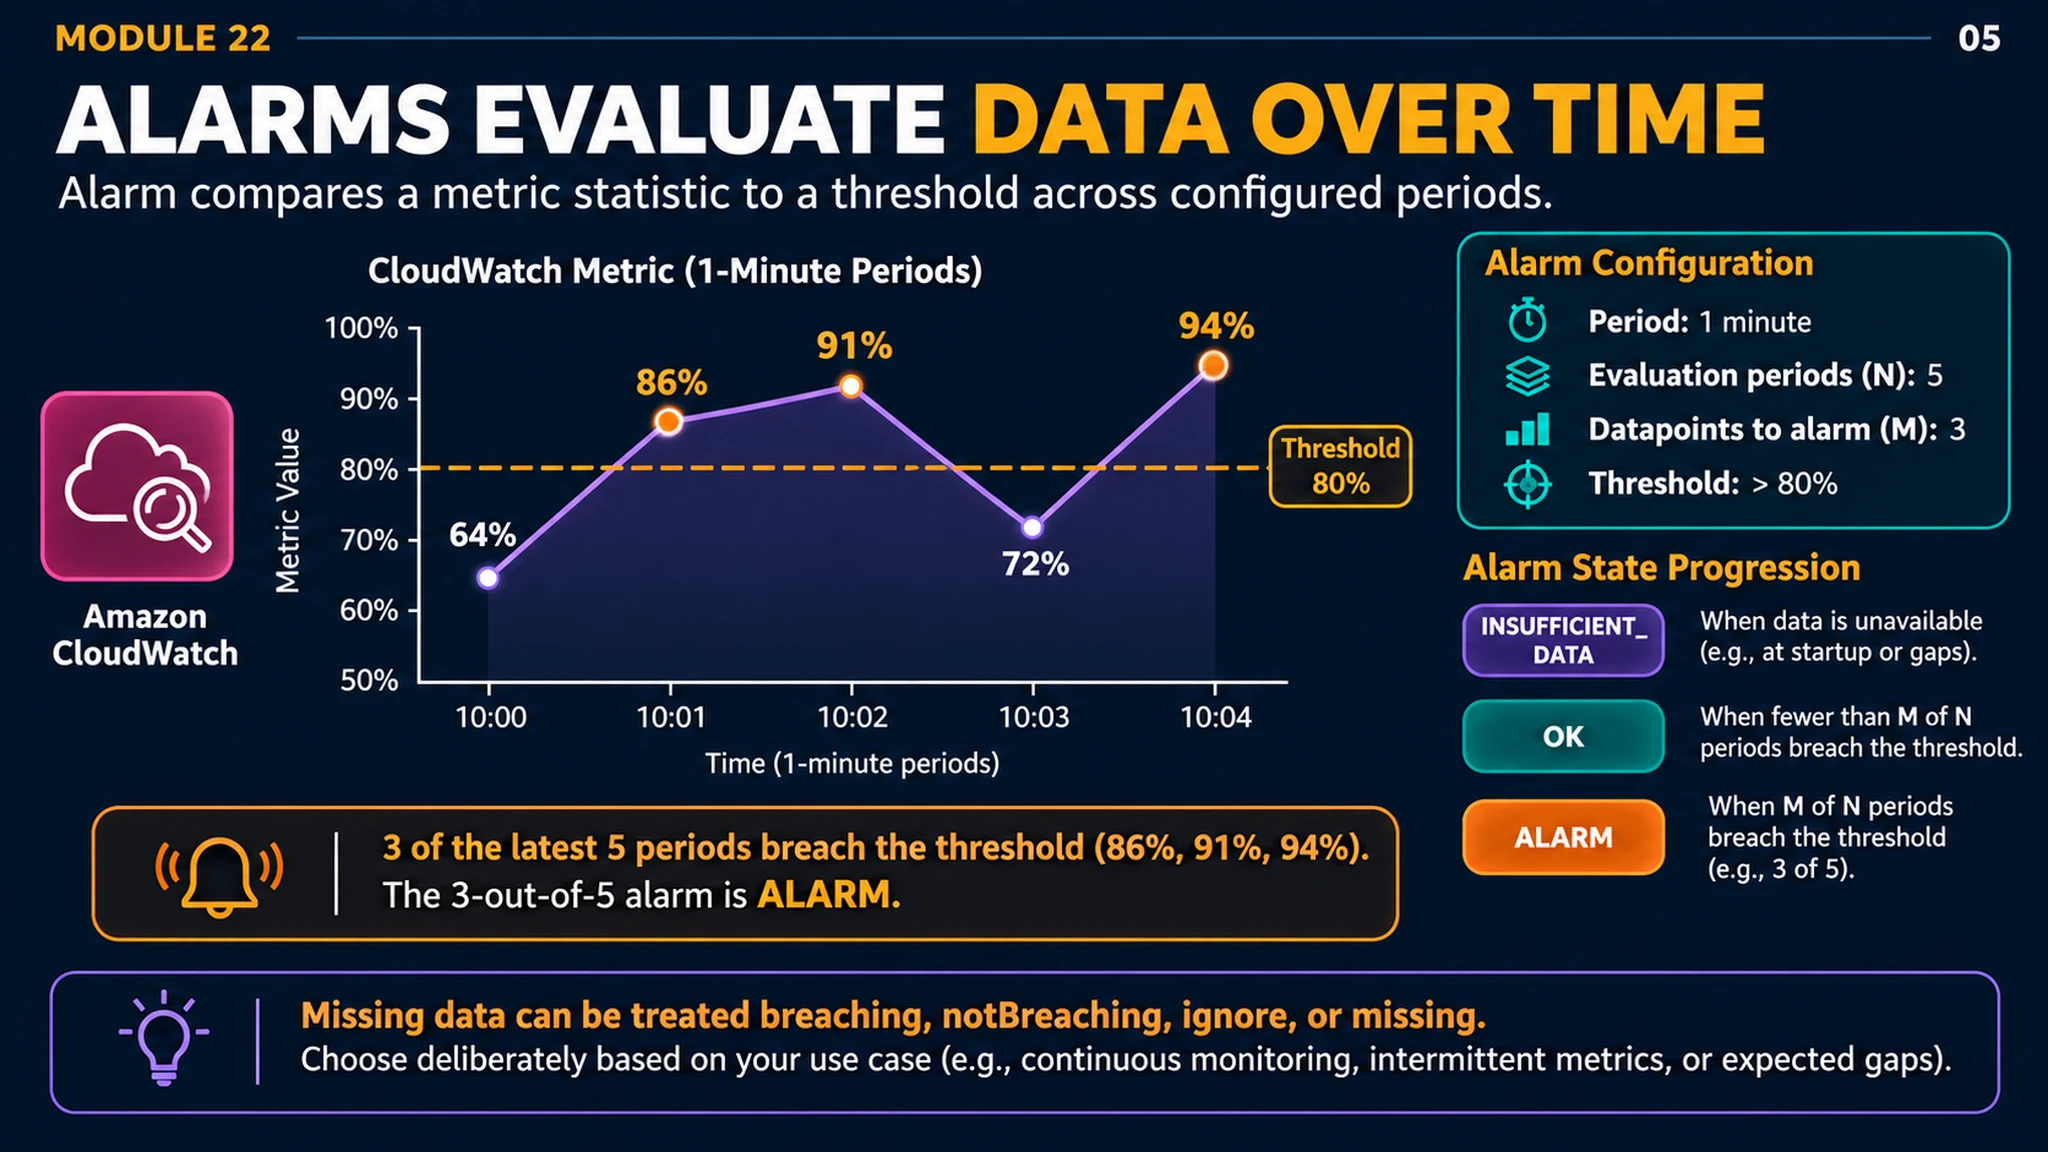 MODULE 22
05
ALARMS EVALUATE DATA OVER TIME
Alarm compares a metric statistic to a threshold across configured periods.
Amazon
CloudWatch
CloudWatch Metric (1-Minute Periods)
Metric Value
100%
90%
80%
70%
60%
50%
64%
86%
91%
72%
94%
Threshold
80%
10:00
10:01
10:02
10:03
10:04
Time (1-minute periods)
Alarm Configuration
Period: 1 minute
Evaluation periods (N): 5
Datapoints to alarm (M): 3
Threshold: > 80%
Alarm State Progression
INSUFFICIENT_
DATA
When data is unavailable
(e.g., at startup or gaps).
OK
When fewer than M of N
periods breach the threshold.
ALARM
When M of N periods
breach the threshold
(e.g., 3 of 5).
3 of the latest 5 periods breach the threshold (86%, 91%, 94%).
The 3-out-of-5 alarm is ALARM.
Missing data can be treated breaching, notBreaching, ignore, or missing.
Choose deliberately based on your use case (e.g., continuous monitoring, intermittent metrics, or expected gaps).